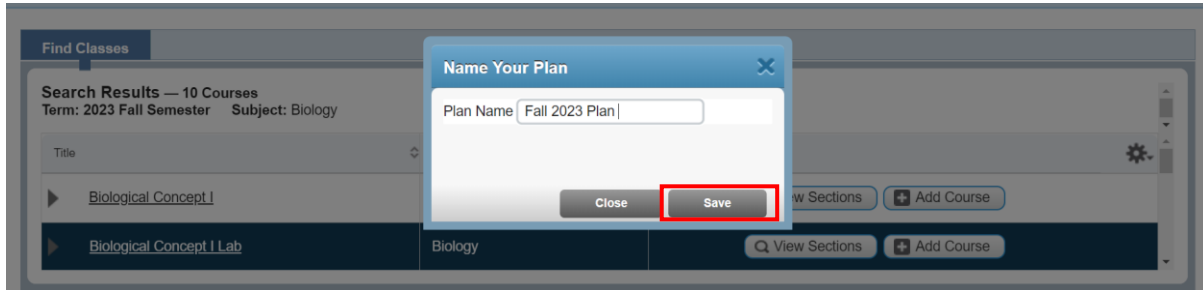 Find Classes
Search Results — 10 Courses
Term: 2023 Fall Semester Subject: Biology
Title
Biological Concept I
View Sections Add Course
Biological Concept I Lab Biology View Sections Add Course
Name Your Plan
Plan Name Fall 2023 Plan
Close Save